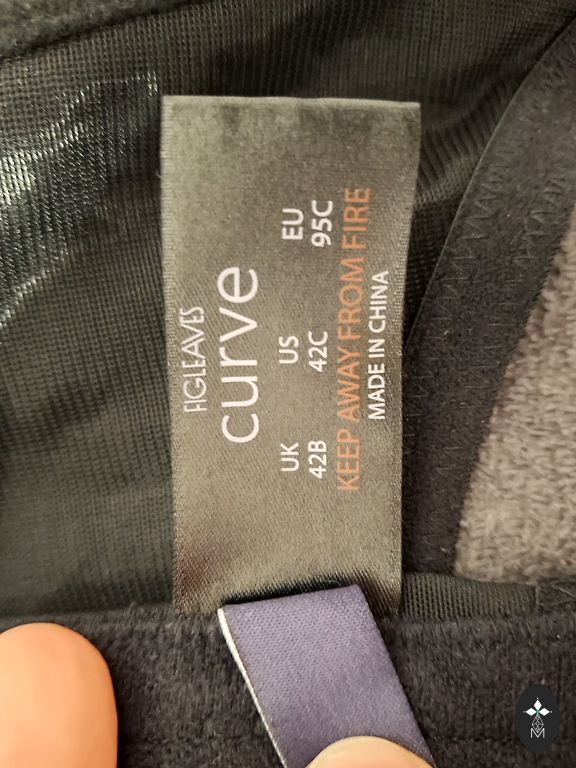 FIGLEAVES
curve
UK US EU
42B 42C 95C
KEEP AWAY FROM FIRE
MADE IN CHINA